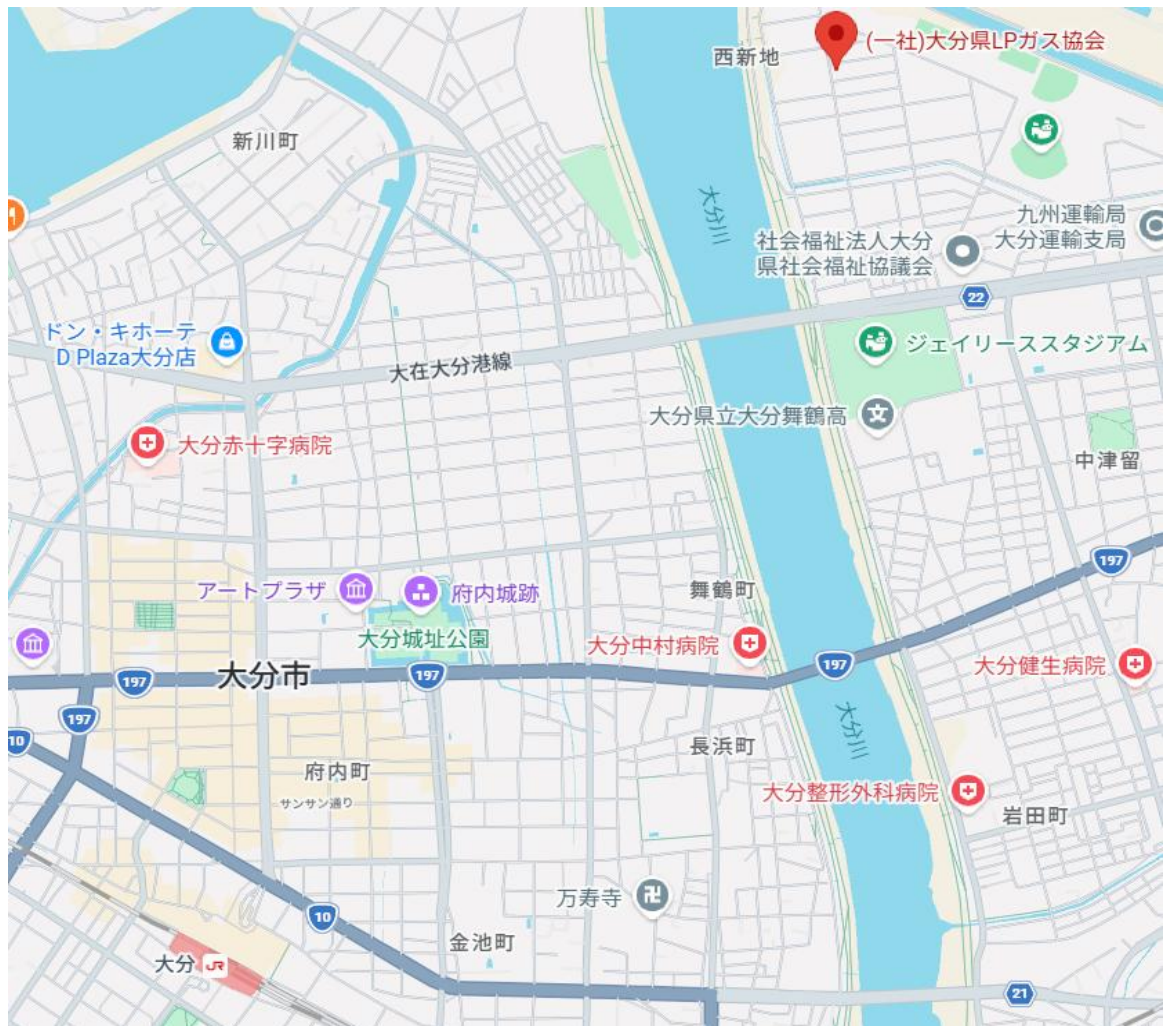 西新地
(一社)大分県LPガス協会
新川町
大分川
九州運輸局
大分運輸支局
社会福祉法人大分
県社会福祉協議会
22
ドン・キホーテ
D Plaza大分店
大在大分港線
ジェイリーススタジアム
大分県立大分舞鶴高
文
大分赤十字病院
中津留
197
アートプラザ
府内城跡
舞鶴町
大分城址公園
大分中村病院
197
大分健生病院
大分市
197
197
197
大分川
10
長浜町
府内町
サンサン通り
大分整形外科病院
岩田町
万寿寺
卍
10
金池町
大分
JR
21